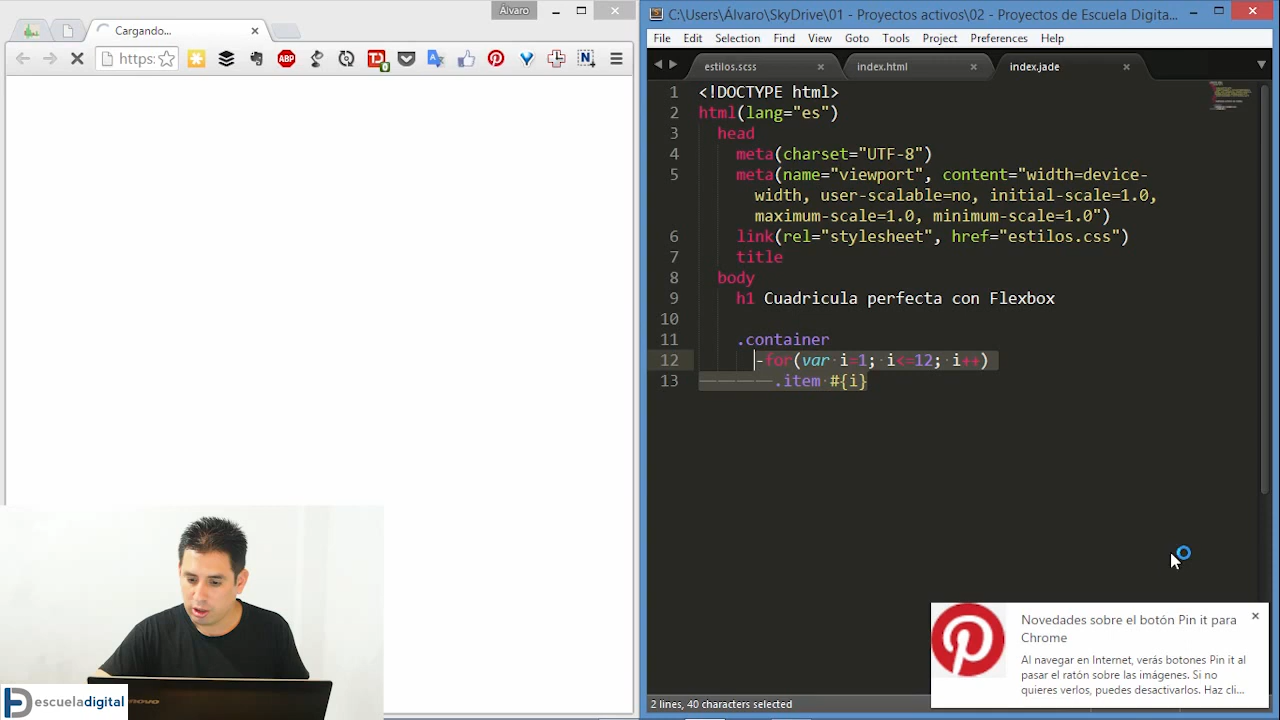 Álvaro
Cargando...
https:
ABP
TD
0
A
N
C:\Users\Álvaro\SkyDrive\01 - Proyectos activos\02 - Proyectos de Escuela Digita...
File Edit Selection Find View Goto Tools Project Preferences Help
estilos.scss index.html index.jade
1 <!DOCTYPE html>
2 html(lang="es")
3 head
4 meta(charset="UTF-8")
5 meta(name="viewport", content="width=device-
width, user-scalable=no, initial-scale=1.0,
maximum-scale=1.0, minimum-scale=1.0")
6 link(rel="stylesheet", href="estilos.css")
7 title
8 body
9 h1 Cuadricula perfecta con Flexbox
10
11 .container
12 -for(var i=1; i<=12; i++)
13 .item #{i}
Novedades sobre el botón Pin it para
Chrome
Al navegar en Internet, verás botones Pin it al
pasar el ratón sobre las imágenes. Si no
quieres verlos, puedes desactivarlos. Haz cli...
2 lines, 40 characters selected
escueladigital